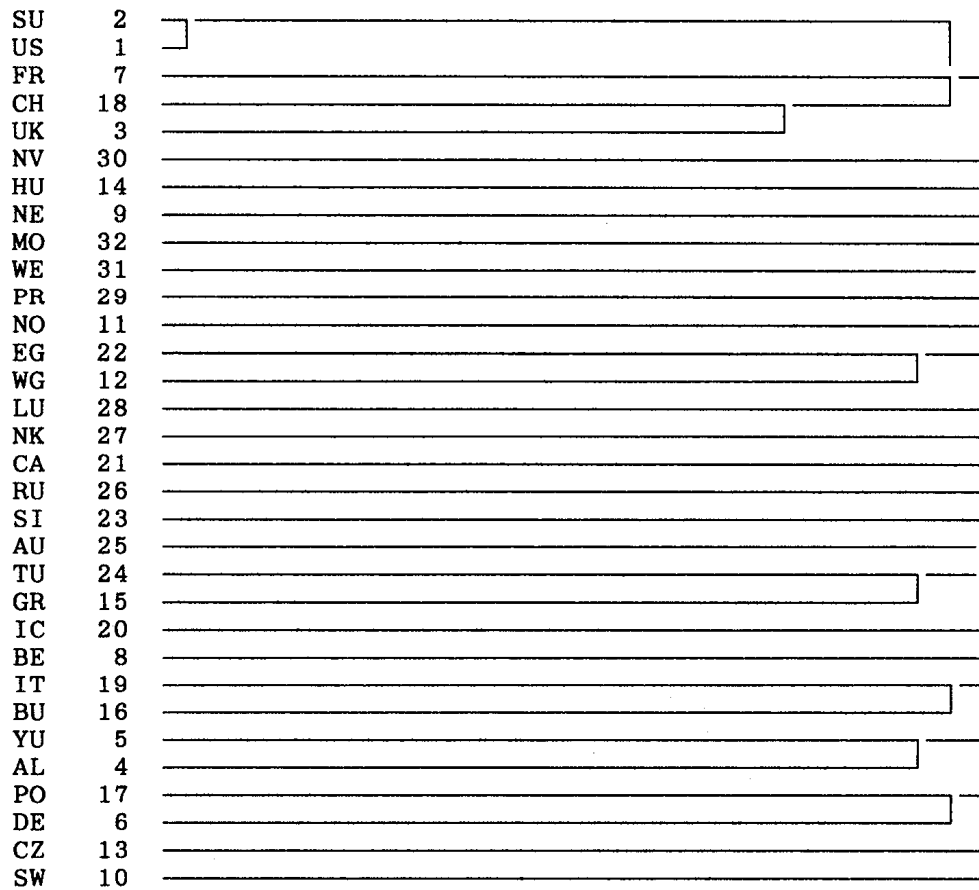 SU 2
US 1
FR 7
CH 18
UK 3
NV 30
HU 14
NE 9
MO 32
WE 31
PR 29
NO 11
EG 22
WG 12
LU 28
NK 27
CA 21
RU 26
SI 23
AU 25
TU 24
GR 15
IC 20
BE 8
IT 19
BU 16
YU 5
AL 4
PO 17
DE 6
CZ 13
SW 10